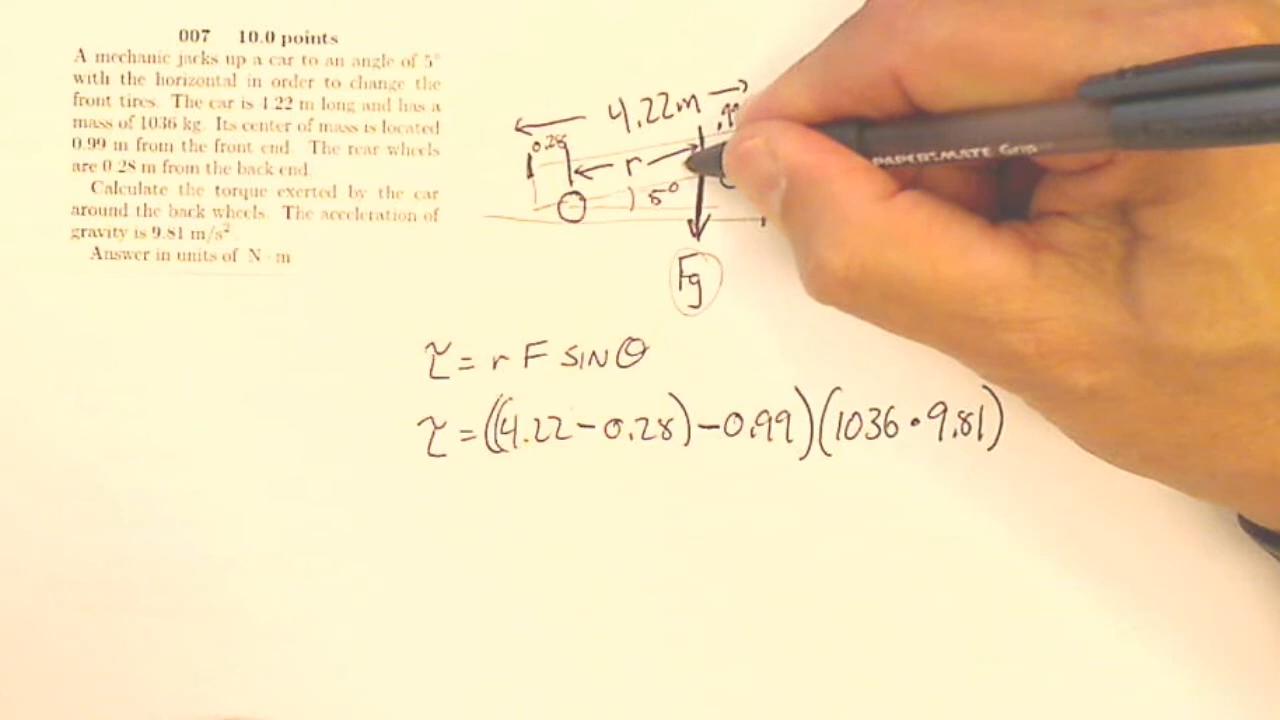 007 10.0 points
A mechanic jacks up a car to an angle of 5°
with the horizontal in order to change the
front tires. The car is 4.22 m long and has a
mass of 1036 kg. Its center of mass is located
0.99 m from the front end. The rear wheels
are 0.28 m from the back end.
Calculate the torque exerted by the car
around the back wheels. The acceleration of
gravity is 9.81 m/s².
Answer in units of N · m
4.22m
.99
0.28
r
5°
Fg
τ = r F SIN θ
τ = ((4.22 − 0.28) − 0.99)(1036 · 9.81)
PAPER MATE Grip